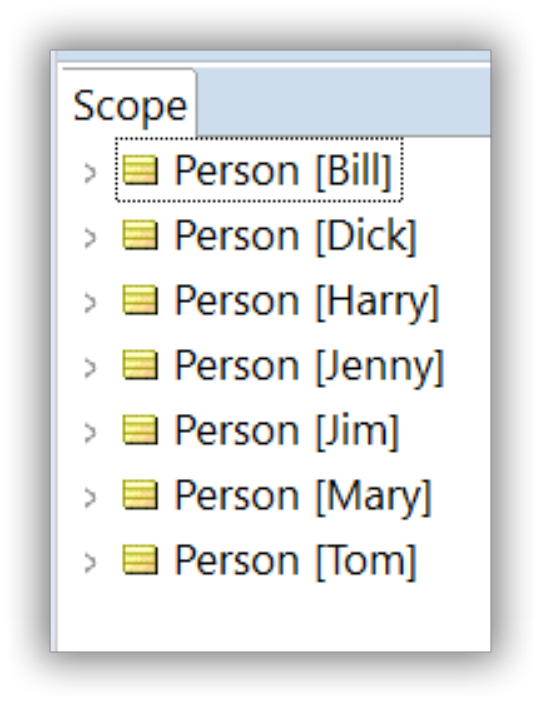 Scope
Person [Bill]
Person [Dick]
Person [Harry]
Person [Jenny]
Person [Jim]
Person [Mary]
Person [Tom]